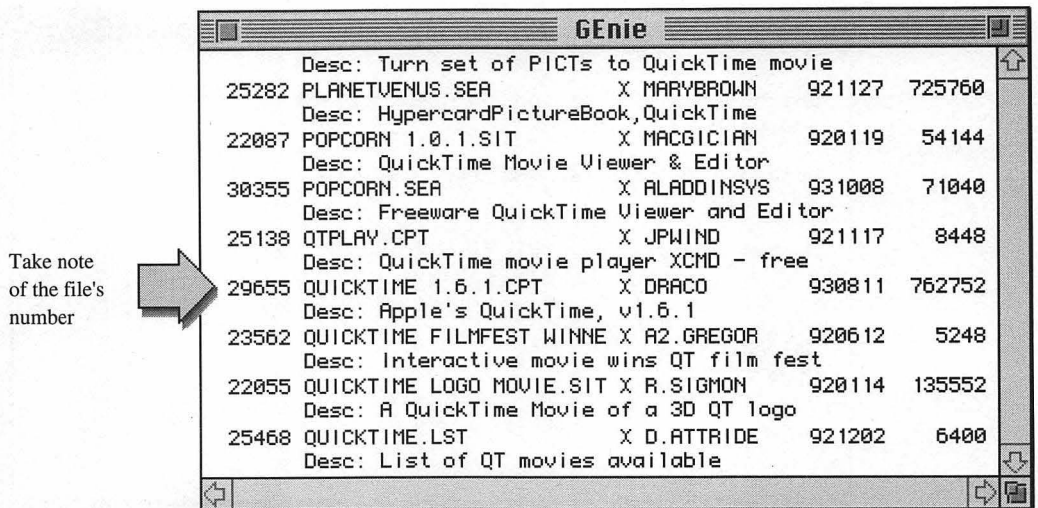 GEnie
Desc: Turn set of PICTs to QuickTime movie
25282 PLANETVENUS.SEA X MARYBROWN 921127 725760
Desc: HypercardPictureBook,QuickTime
22087 POPCORN 1.0.1.SIT X MACGICIAN 920119 54144
Desc: QuickTime Movie Viewer & Editor
30355 POPCORN.SEA X ALADDINSYS 931008 71040
Desc: Freeware QuickTime Viewer and Editor
25138 QTPLAY.CPT X JPWIND 921117 8448
Desc: QuickTime movie player XCMD - free
Take note
of the file's
number
29655 QUICKTIME 1.6.1.CPT X DRACO 930811 762752
Desc: Apple's QuickTime, v1.6.1
23562 QUICKTIME FILMFEST WINNE X A2.GREGOR 920612 5248
Desc: Interactive movie wins QT film fest
22055 QUICKTIME LOGO MOVIE.SIT X R.SIGMON 920114 135552
Desc: A QuickTime Movie of a 3D QT logo
25468 QUICKTIME.LST X D.ATTRIDE 921202 6400
Desc: List of QT movies available